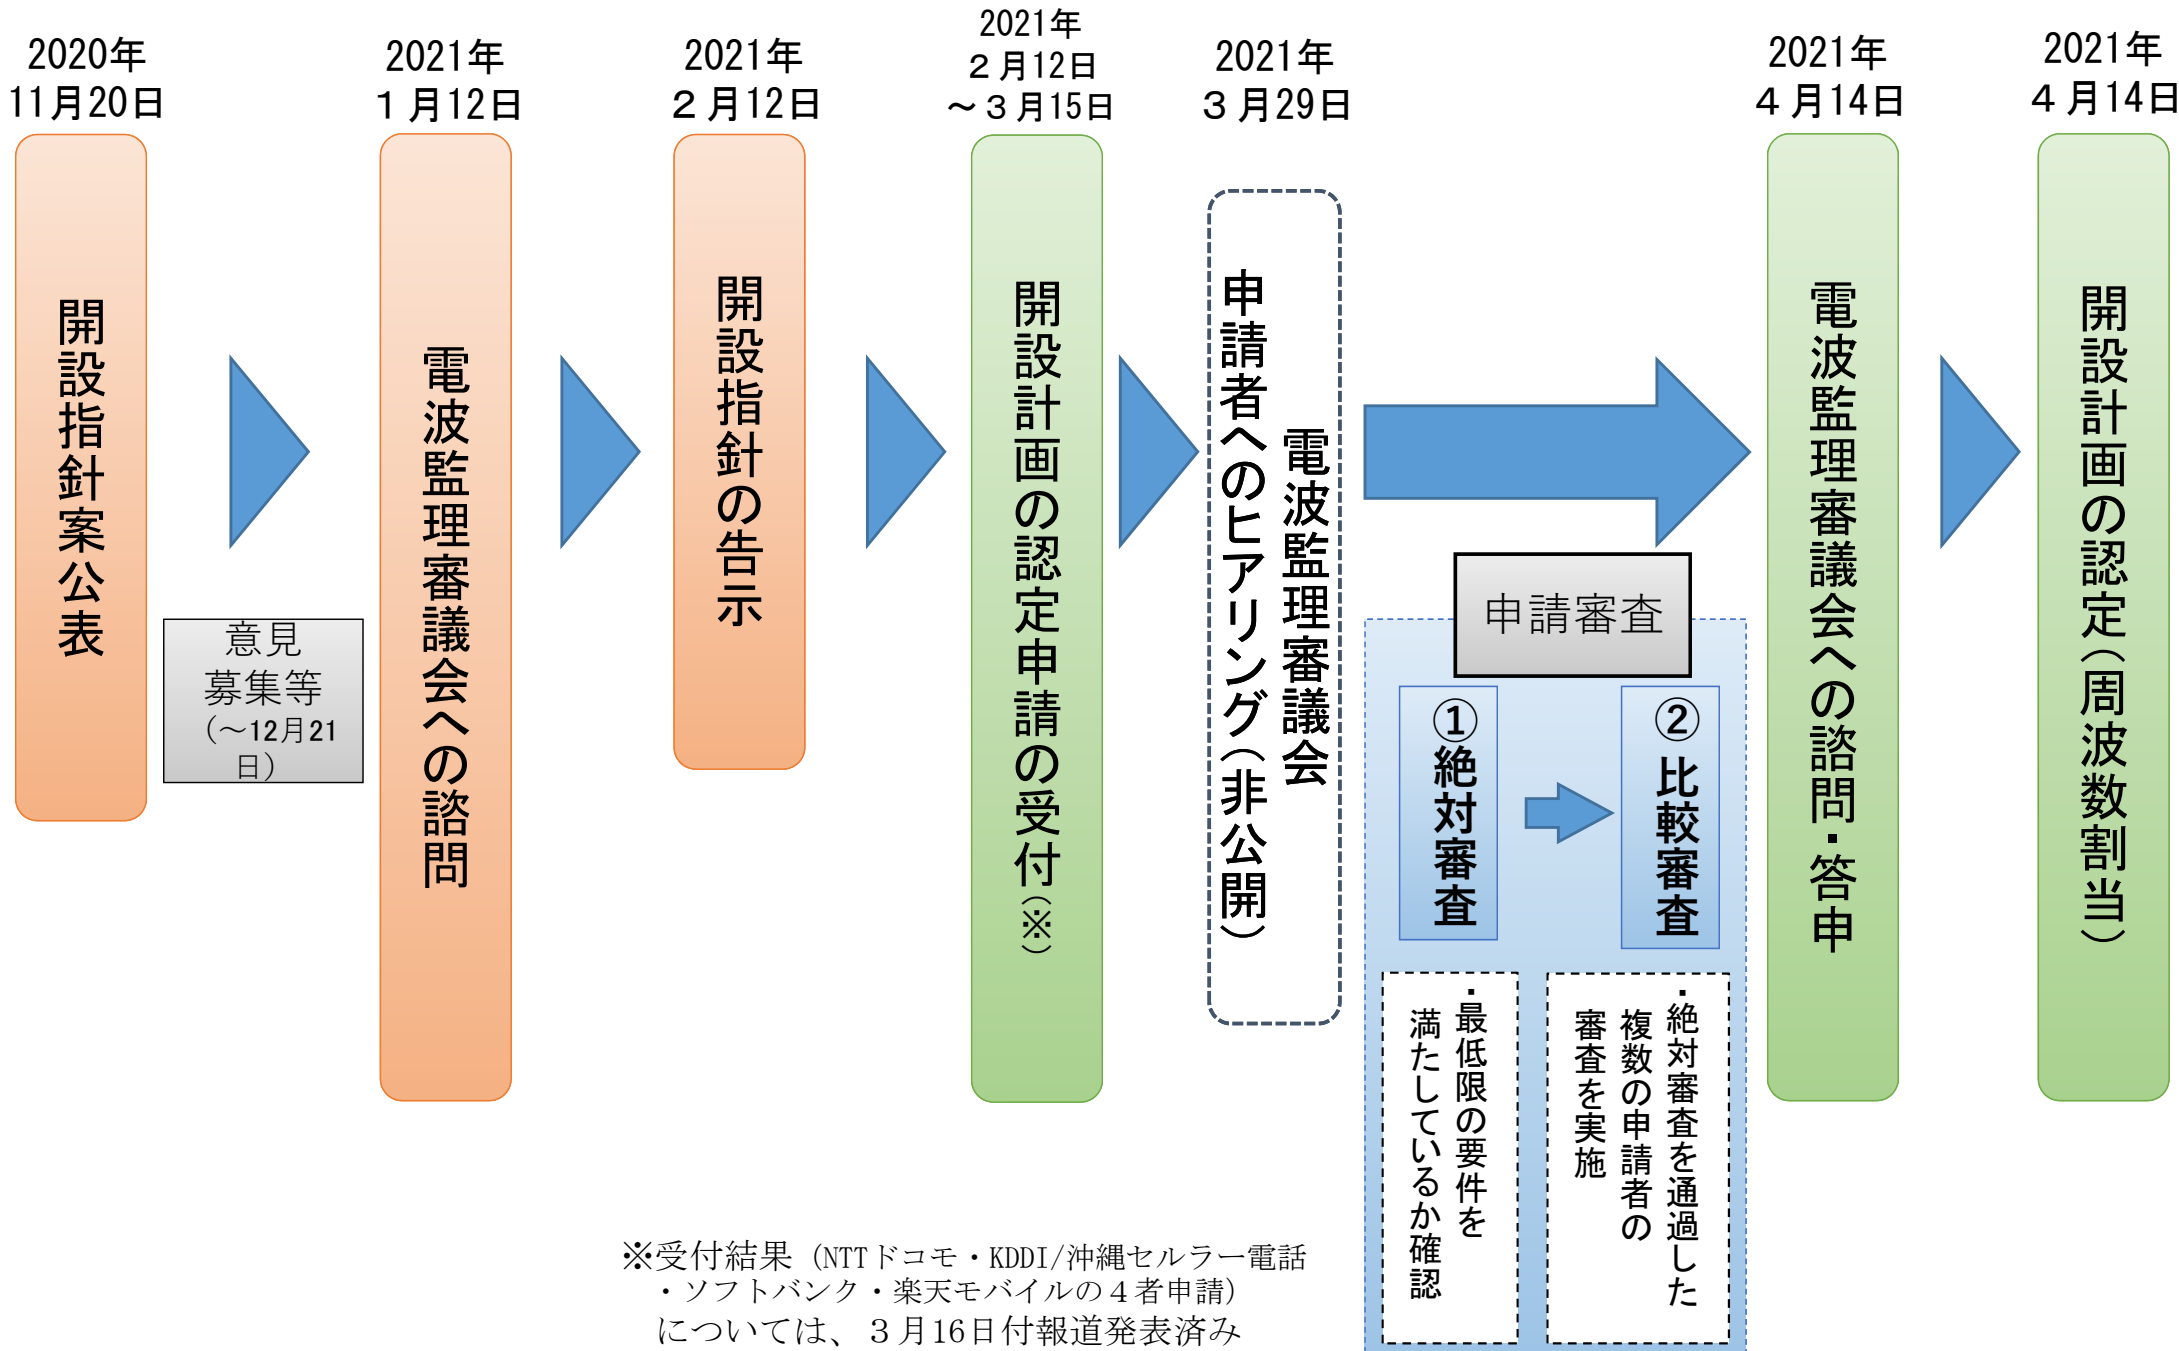 2020年
11月20日
開設指針案公表
意見
募集等
（～12月21
日）
2021年
１月12日
電波監理審議会への諮問
2021年
２月12日
開設指針の告示
2021年
２月12日
～３月15日
開設計画の認定申請の受付（※）
2021年
３月29日
電波監理審議会
申請者へのヒアリング（非公開）
申請審査
①絶対審査
②比較審査
・最低限の要件を
満たしているか確認
・絶対審査を通過した
複数の申請者の
審査を実施
2021年
４月14日
電波監理審議会への諮問・答申
2021年
４月14日
開設計画の認定（周波数割当）
※受付結果（NTTドコモ・KDDI/沖縄セルラー電話
・ソフトバンク・楽天モバイルの４者申請）
については、３月16日付報道発表済み